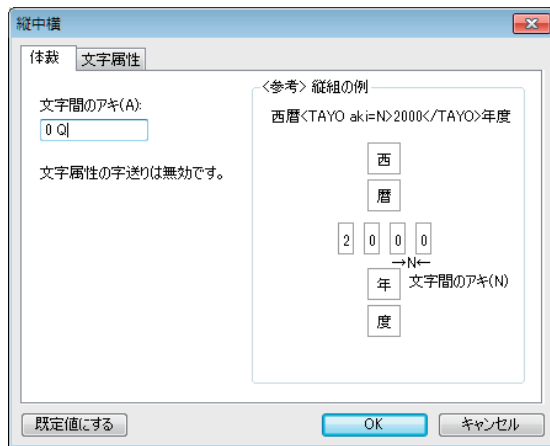 縦中横
体裁
文字属性
文字間のアキ(A):
0 Q
文字属性の字送りは無効です。
<参考> 縦組の例
西暦<TAYO aki=N>2000</TAYO>年度
西
暦
2 0 0 0
→N←
文字間のアキ(N)
年
度
既定値にする
OK
キャンセル